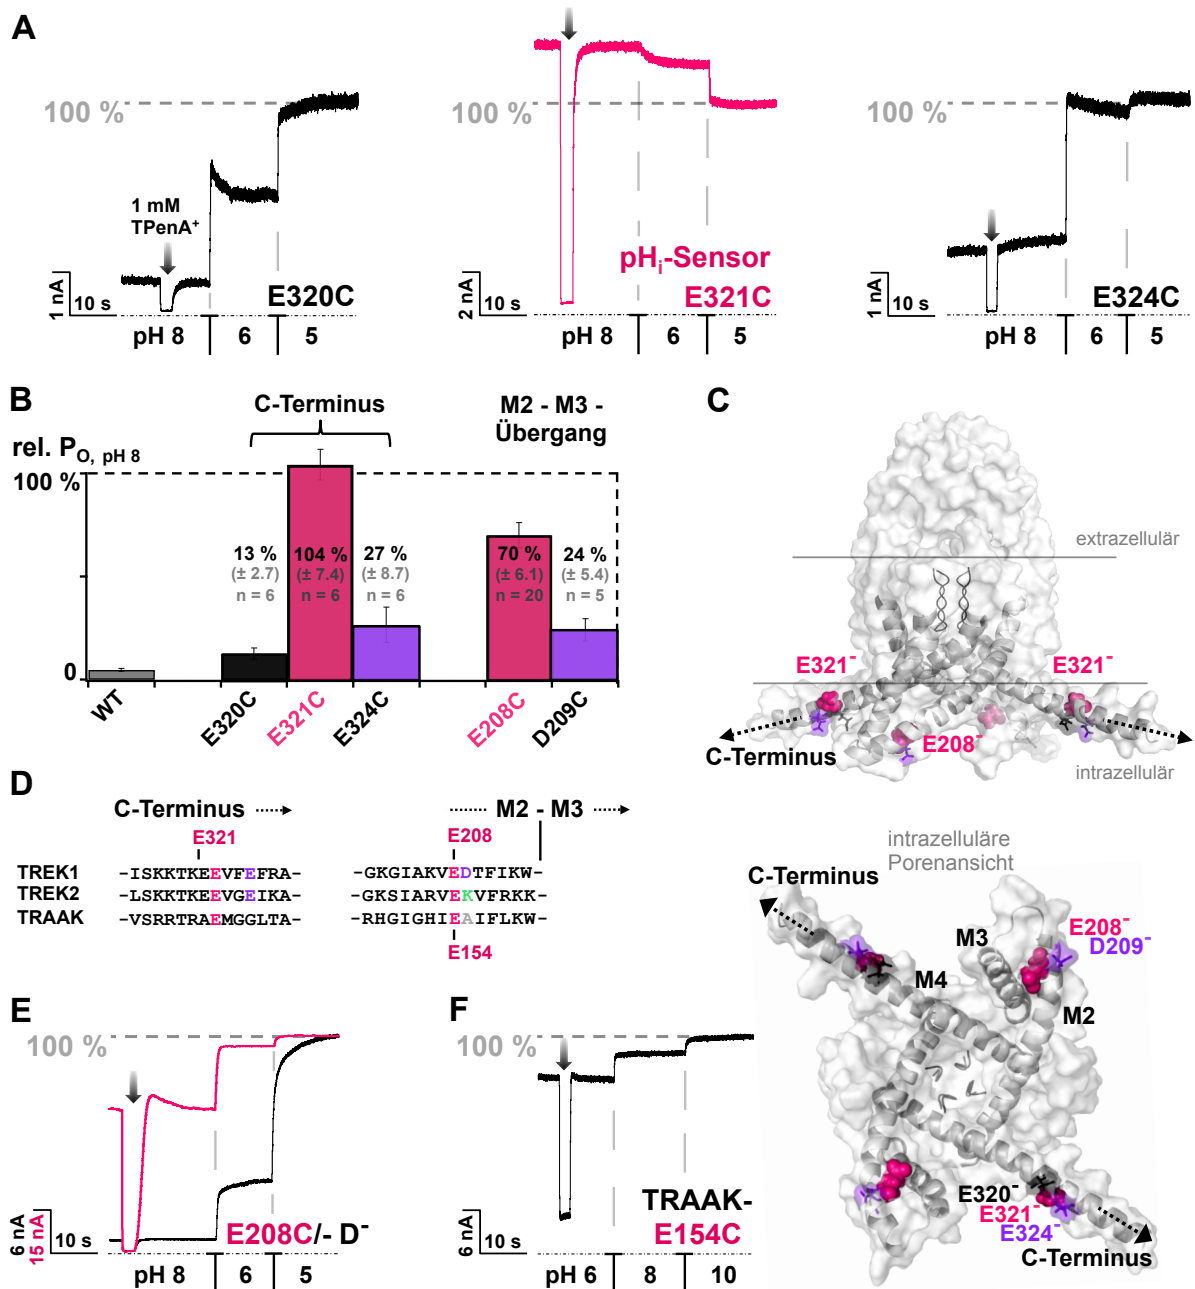 A
100 %
1 mM
TPenA⁺
1 nA
10 s
E320C
pH 8
6
5
100 %
2 nA
10 s
pHᵢ-Sensor
E321C
pH 8
6
5
100 %
1 nA
10 s
E324C
pH 8
6
5
B
C-Terminus
M2 - M3 -
Übergang
rel. P_O, pH 8
100 %
0
13 %
(± 2.7)
n = 6
104 %
(± 7.4)
n = 6
27 %
(± 8.7)
n = 6
70 %
(± 6.1)
n = 20
24 %
(± 5.4)
n = 5
WT
E320C
E321C
E324C
E208C
D209C
C
extrazellulär
E321⁻
E321⁻
E208⁻
C-Terminus
intrazellulär
intrazelluläre
Porenansicht
C-Terminus
M3
E208⁻
D209⁻
M4
M2
E320⁻
E321⁻
E324⁻
C-Terminus
D
C-Terminus
M2 - M3
E321
E208
TREK1 -ISKKTKEEVFEFRA- -GKGIAKVEDTFIKW-
TREK2 -LSKKTKEEVGEIKA- -GKSIARVEKVFRKK-
TRAAK -VSRRTRAEMGGLTA- -RHGIGHIEAIFLKW-
E154
E
100 %
6 nA
15 nA
10 s
E208C/- D⁻
pH 8
6
5
F
100 %
6 nA
10 s
TRAAK-
E154C
pH 6
8
10